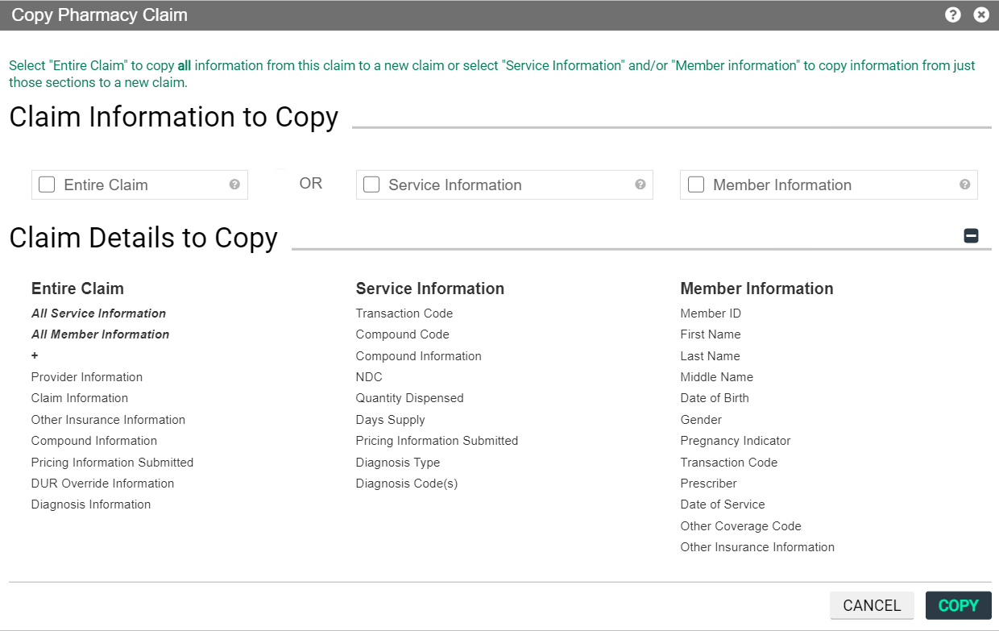 Copy Pharmacy Claim
Select "Entire Claim" to copy all information from this claim to a new claim or select "Service Information" and/or "Member information" to copy information from just
those sections to a new claim.
Claim Information to Copy
Entire Claim
OR
Service Information
Member Information
Claim Details to Copy
Entire Claim
All Service Information
All Member Information
+
Provider Information
Claim Information
Other Insurance Information
Compound Information
Pricing Information Submitted
DUR Override Information
Diagnosis Information
Service Information
Transaction Code
Compound Code
Compound Information
NDC
Quantity Dispensed
Days Supply
Pricing Information Submitted
Diagnosis Type
Diagnosis Code(s)
Member Information
Member ID
First Name
Last Name
Middle Name
Date of Birth
Gender
Pregnancy Indicator
Transaction Code
Prescriber
Date of Service
Other Coverage Code
Other Insurance Information
CANCEL
COPY